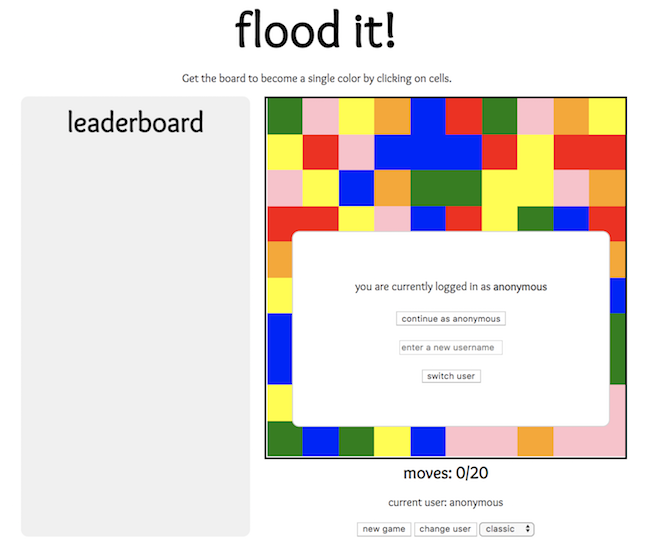 flood it!
Get the board to become a single color by clicking on cells.
leaderboard
you are currently logged in as anonymous
continue as anonymous
enter a new username
switch user
moves: 0/20
current user: anonymous
new game change user classic